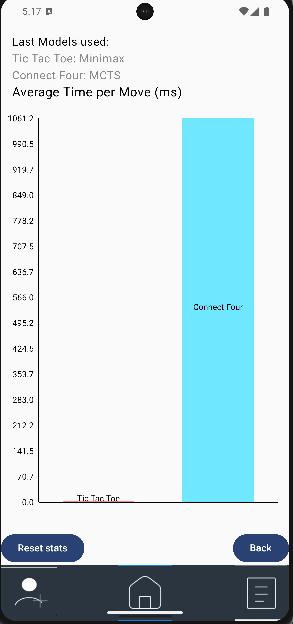 5.17
Last Models used:
Tic Tac Toe: Minimax
Connect Four: MCTS
Average Time per Move (ms)
1061.2
990.5
919.7
849.0
778.2
707.5
636.7
566.0
495.2
424.5
353.7
283.0
212.2
141.5
70.7
0.0
Connect Four
Tic Tac Toe
Reset stats
Back